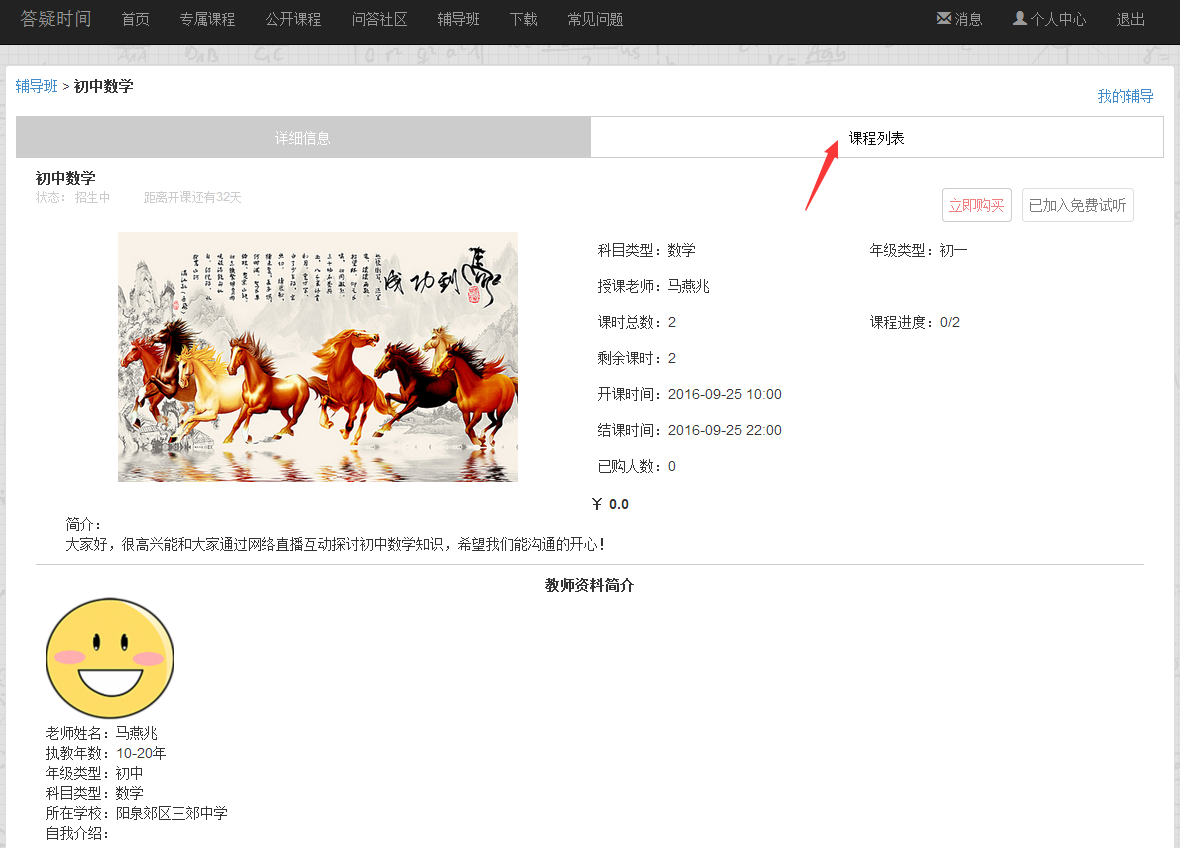 答疑时间 首页 专属课程 公开课程 问答社区 辅导班 下载 常见问题 消息 个人中心 退出
辅导班 > 初中数学
我的辅导
详细信息 课程列表
初中数学
状态： 招生中 距离开课还有32天
立即购买 已加入免费试听
马到功成
科目类型：数学 年级类型：初一
授课老师：马燕兆
课时总数：2 课程进度：0/2
剩余课时：2
开课时间：2016-09-25 10:00
结课时间：2016-09-25 22:00
已购人数：0
￥ 0.0
简介：
大家好，很高兴能和大家通过网络直播互动探讨初中数学知识，希望我们能沟通的开心！
教师资料简介
老师姓名：马燕兆
执教年数：10-20年
年级类型：初中
科目类型：数学
所在学校：阳泉郊区三郊中学
自我介绍：